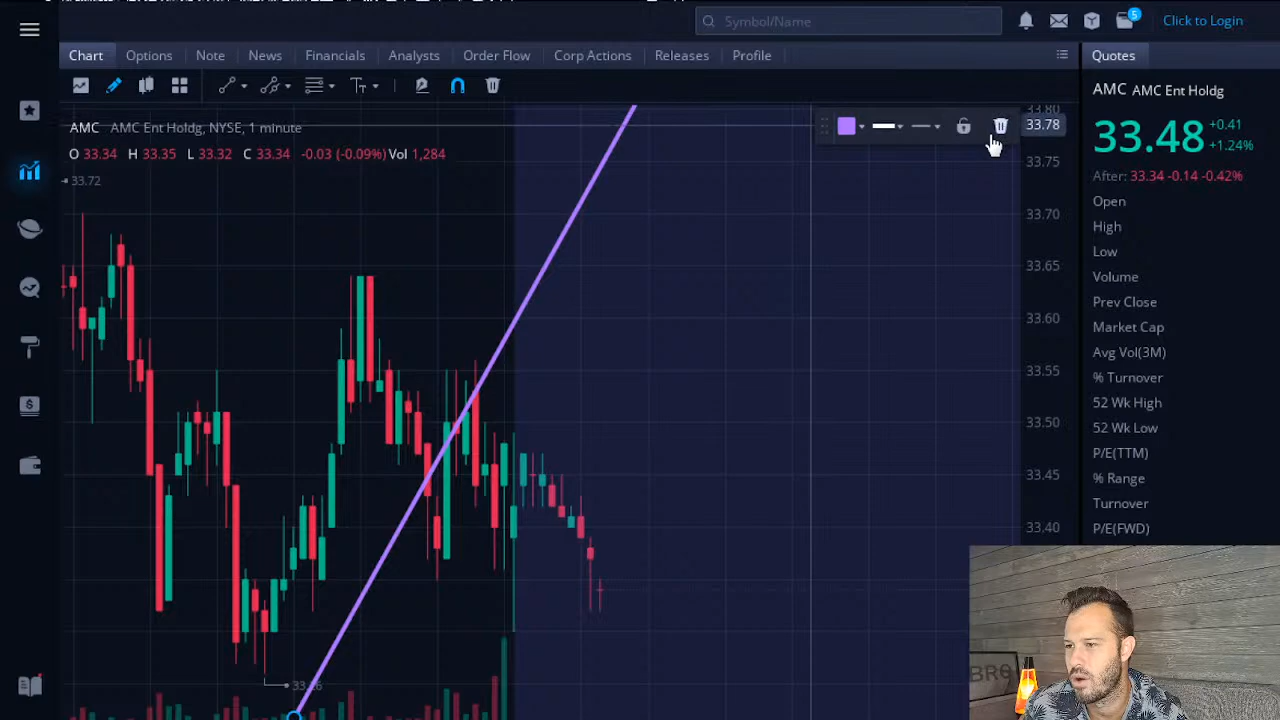 Symbol/Name
5
Click to Login
Chart
Options
Note
News
Financials
Analysts
Order Flow
Corp Actions
Releases
Profile
Quotes
AMC AMC Ent Holdg
33.48
+0.41
+1.24%
After: 33.34 -0.14 -0.42%
Open
High
Low
Volume
Prev Close
Market Cap
Avg Vol(3M)
% Turnover
52 Wk High
52 Wk Low
P/E(TTM)
% Range
Turnover
P/E(FWD)
AMC AMC Ent Holdg, NYSE, 1 minute
O 33.34 H 33.35 L 33.32 C 33.34 -0.03 (-0.09%) Vol 1,284
33.72
33.80
33.78
33.75
33.70
33.65
33.60
33.55
33.50
33.45
33.40
BRO